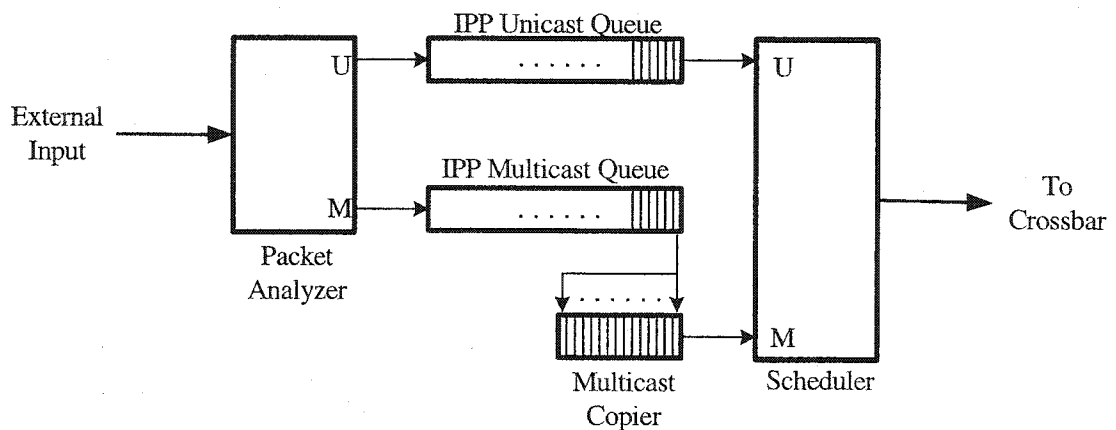 IPP Unicast Queue
U
. . . . . .
U
External
Input
IPP Multicast Queue
M
. . . . . .
To
Crossbar
Packet
Analyzer
. . . . . . .
M
Multicast
Copier
Scheduler